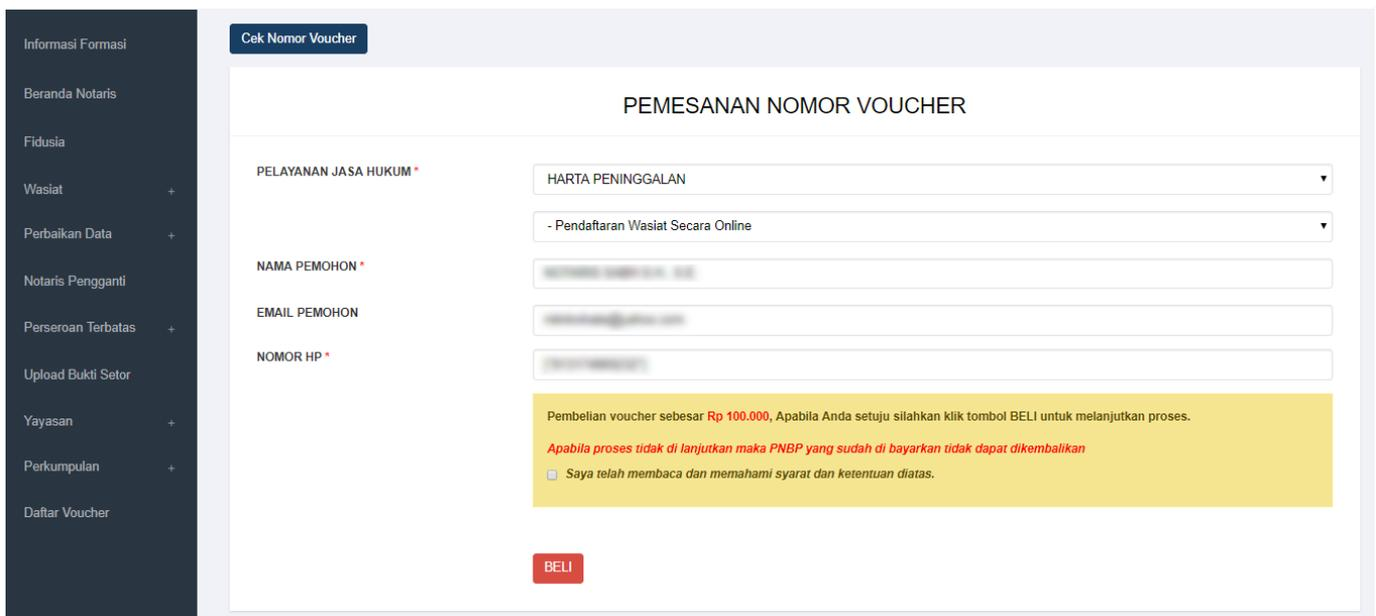 Informasi Formasi
Beranda Notaris
Fidusia
Wasiat +
Perbaikan Data +
Notaris Pengganti
Perseroan Terbatas +
Upload Bukti Setor
Yayasan +
Perkumpulan +
Daftar Voucher
Cek Nomor Voucher
PEMESANAN NOMOR VOUCHER
PELAYANAN JASA HUKUM *
HARTA PENINGGALAN
- Pendaftaran Wasiat Secara Online
NAMA PEMOHON *
EMAIL PEMOHON
NOMOR HP *
Pembelian voucher sebesar Rp 100.000, Apabila Anda setuju silahkan klik tombol BELI untuk melanjutkan proses.
Apabila proses tidak di lanjutkan maka PNBP yang sudah di bayarkan tidak dapat dikembalikan
Saya telah membaca dan memahami syarat dan ketentuan diatas.
BELI